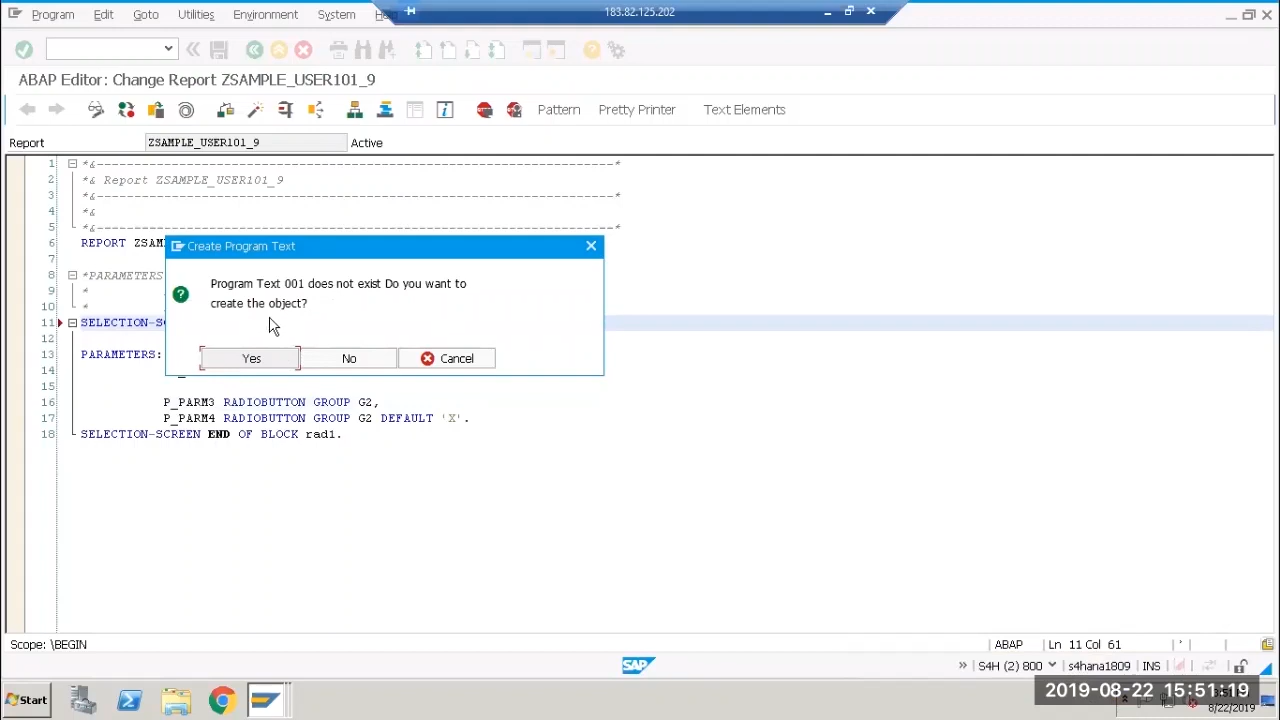 Program Edit Goto Utilities Environment System
183.82.125.202
ABAP Editor: Change Report ZSAMPLE_USER101_9
Pattern Pretty Printer Text Elements
Report ZSAMPLE_USER101_9 Active
1 *&---------------------------------------------------------------------*
2 *& Report ZSAMPLE_USER101_9
3 *&---------------------------------------------------------------------*
4 *&
5 *&---------------------------------------------------------------------*
6 REPORT
7
8 *PARAMETERS
9 *
10 *
11
12
13 PARAMETERS:
14
15
16 P_PARM3 RADIOBUTTON GROUP G2,
17 P_PARM4 RADIOBUTTON GROUP G2 DEFAULT 'X'.
18 SELECTION-SCREEN END OF BLOCK rad1.
Create Program Text
Program Text 001 does not exist Do you want to
create the object?
Yes No Cancel
Scope: \BEGIN ABAP Ln 11 Col 61
SAP S4H (2) 800 s4hana1809 INS
Start
2019-08-22 15:51:19
8/22/2019